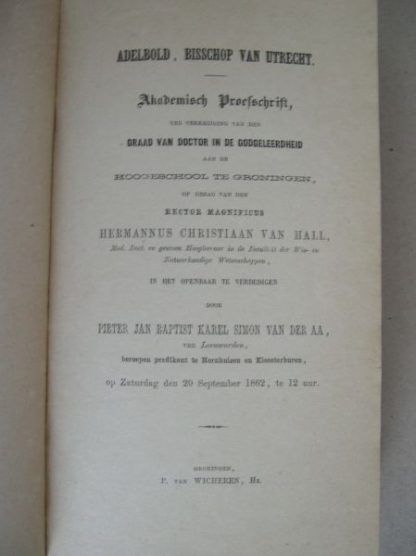 ADELBOLD, BISSCHOP VAN UTRECHT.
Akademisch Proefschrift,
TER VERKRIJGING VAN DEN
GRAAD VAN DOCTOR IN DE GODGELEERDHEID
AAN DE
HOOGESCHOOL TE GRONINGEN,
OP GEZAG VAN DEN
RECTOR MAGNIFICUS
HERMANNUS CHRISTIAAN VAN HALL,
Med. Doct. en gewoon Hoogleeraar in de Faculteit der Wis- en
Natuurkundige Wetenschappen,
IN HET OPENBAAR TE VERDEDIGEN
DOOR
PIETER JAN BAPTIST KAREL SIMON VAN DER AA,
VAN Leeuwarden,
beroepen predikant te Hornhuizen en Kloosterburen,
op Zaturdag den 20 September 1862, te 12 uur.
GRONINGEN,
P. VAN WICHEREN, Hz.